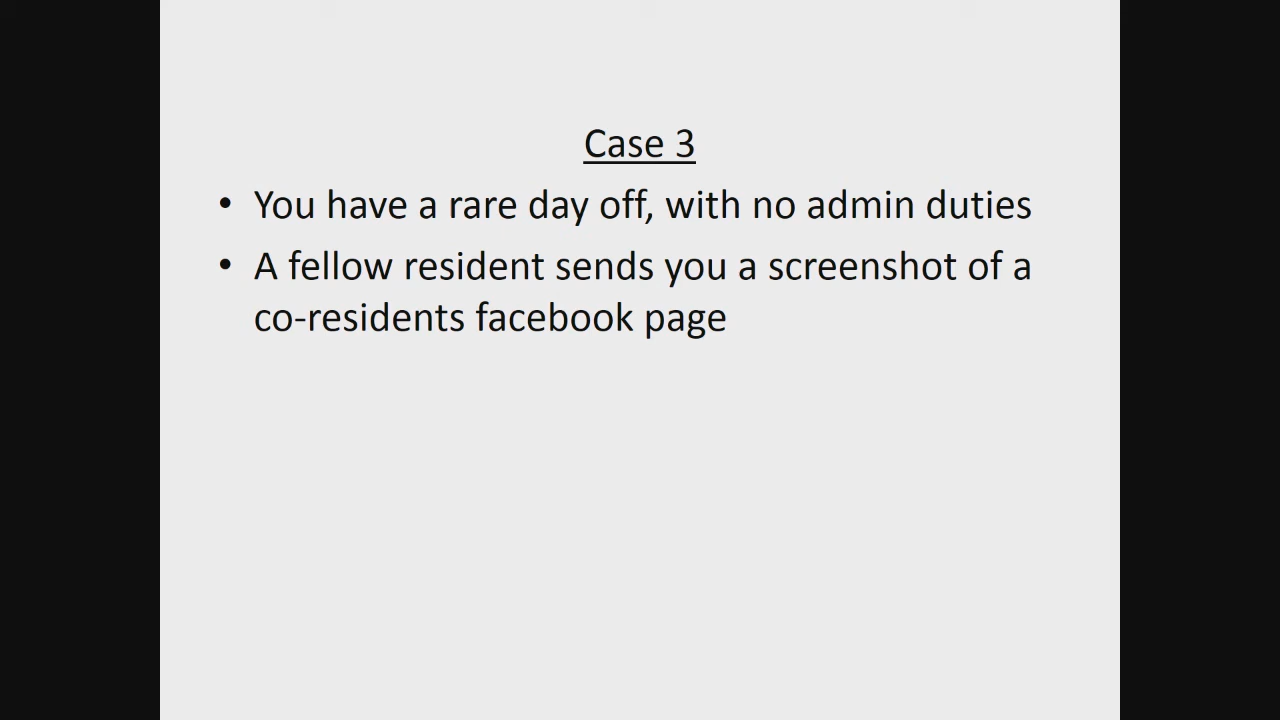 Case 3
• You have a rare day off, with no admin duties
• A fellow resident sends you a screenshot of a
co-residents facebook page